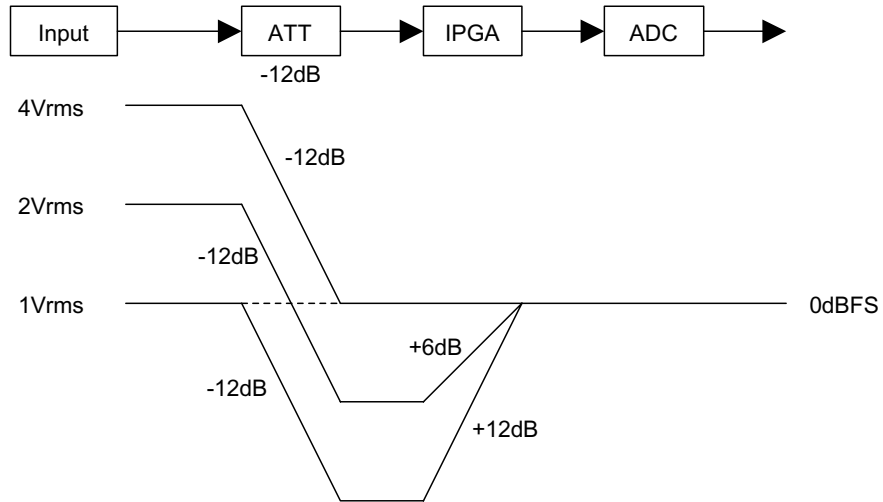 Input ATT IPGA ADC
-12dB
4Vrms
-12dB
2Vrms
-12dB
1Vrms 0dBFS
+6dB
-12dB
+12dB